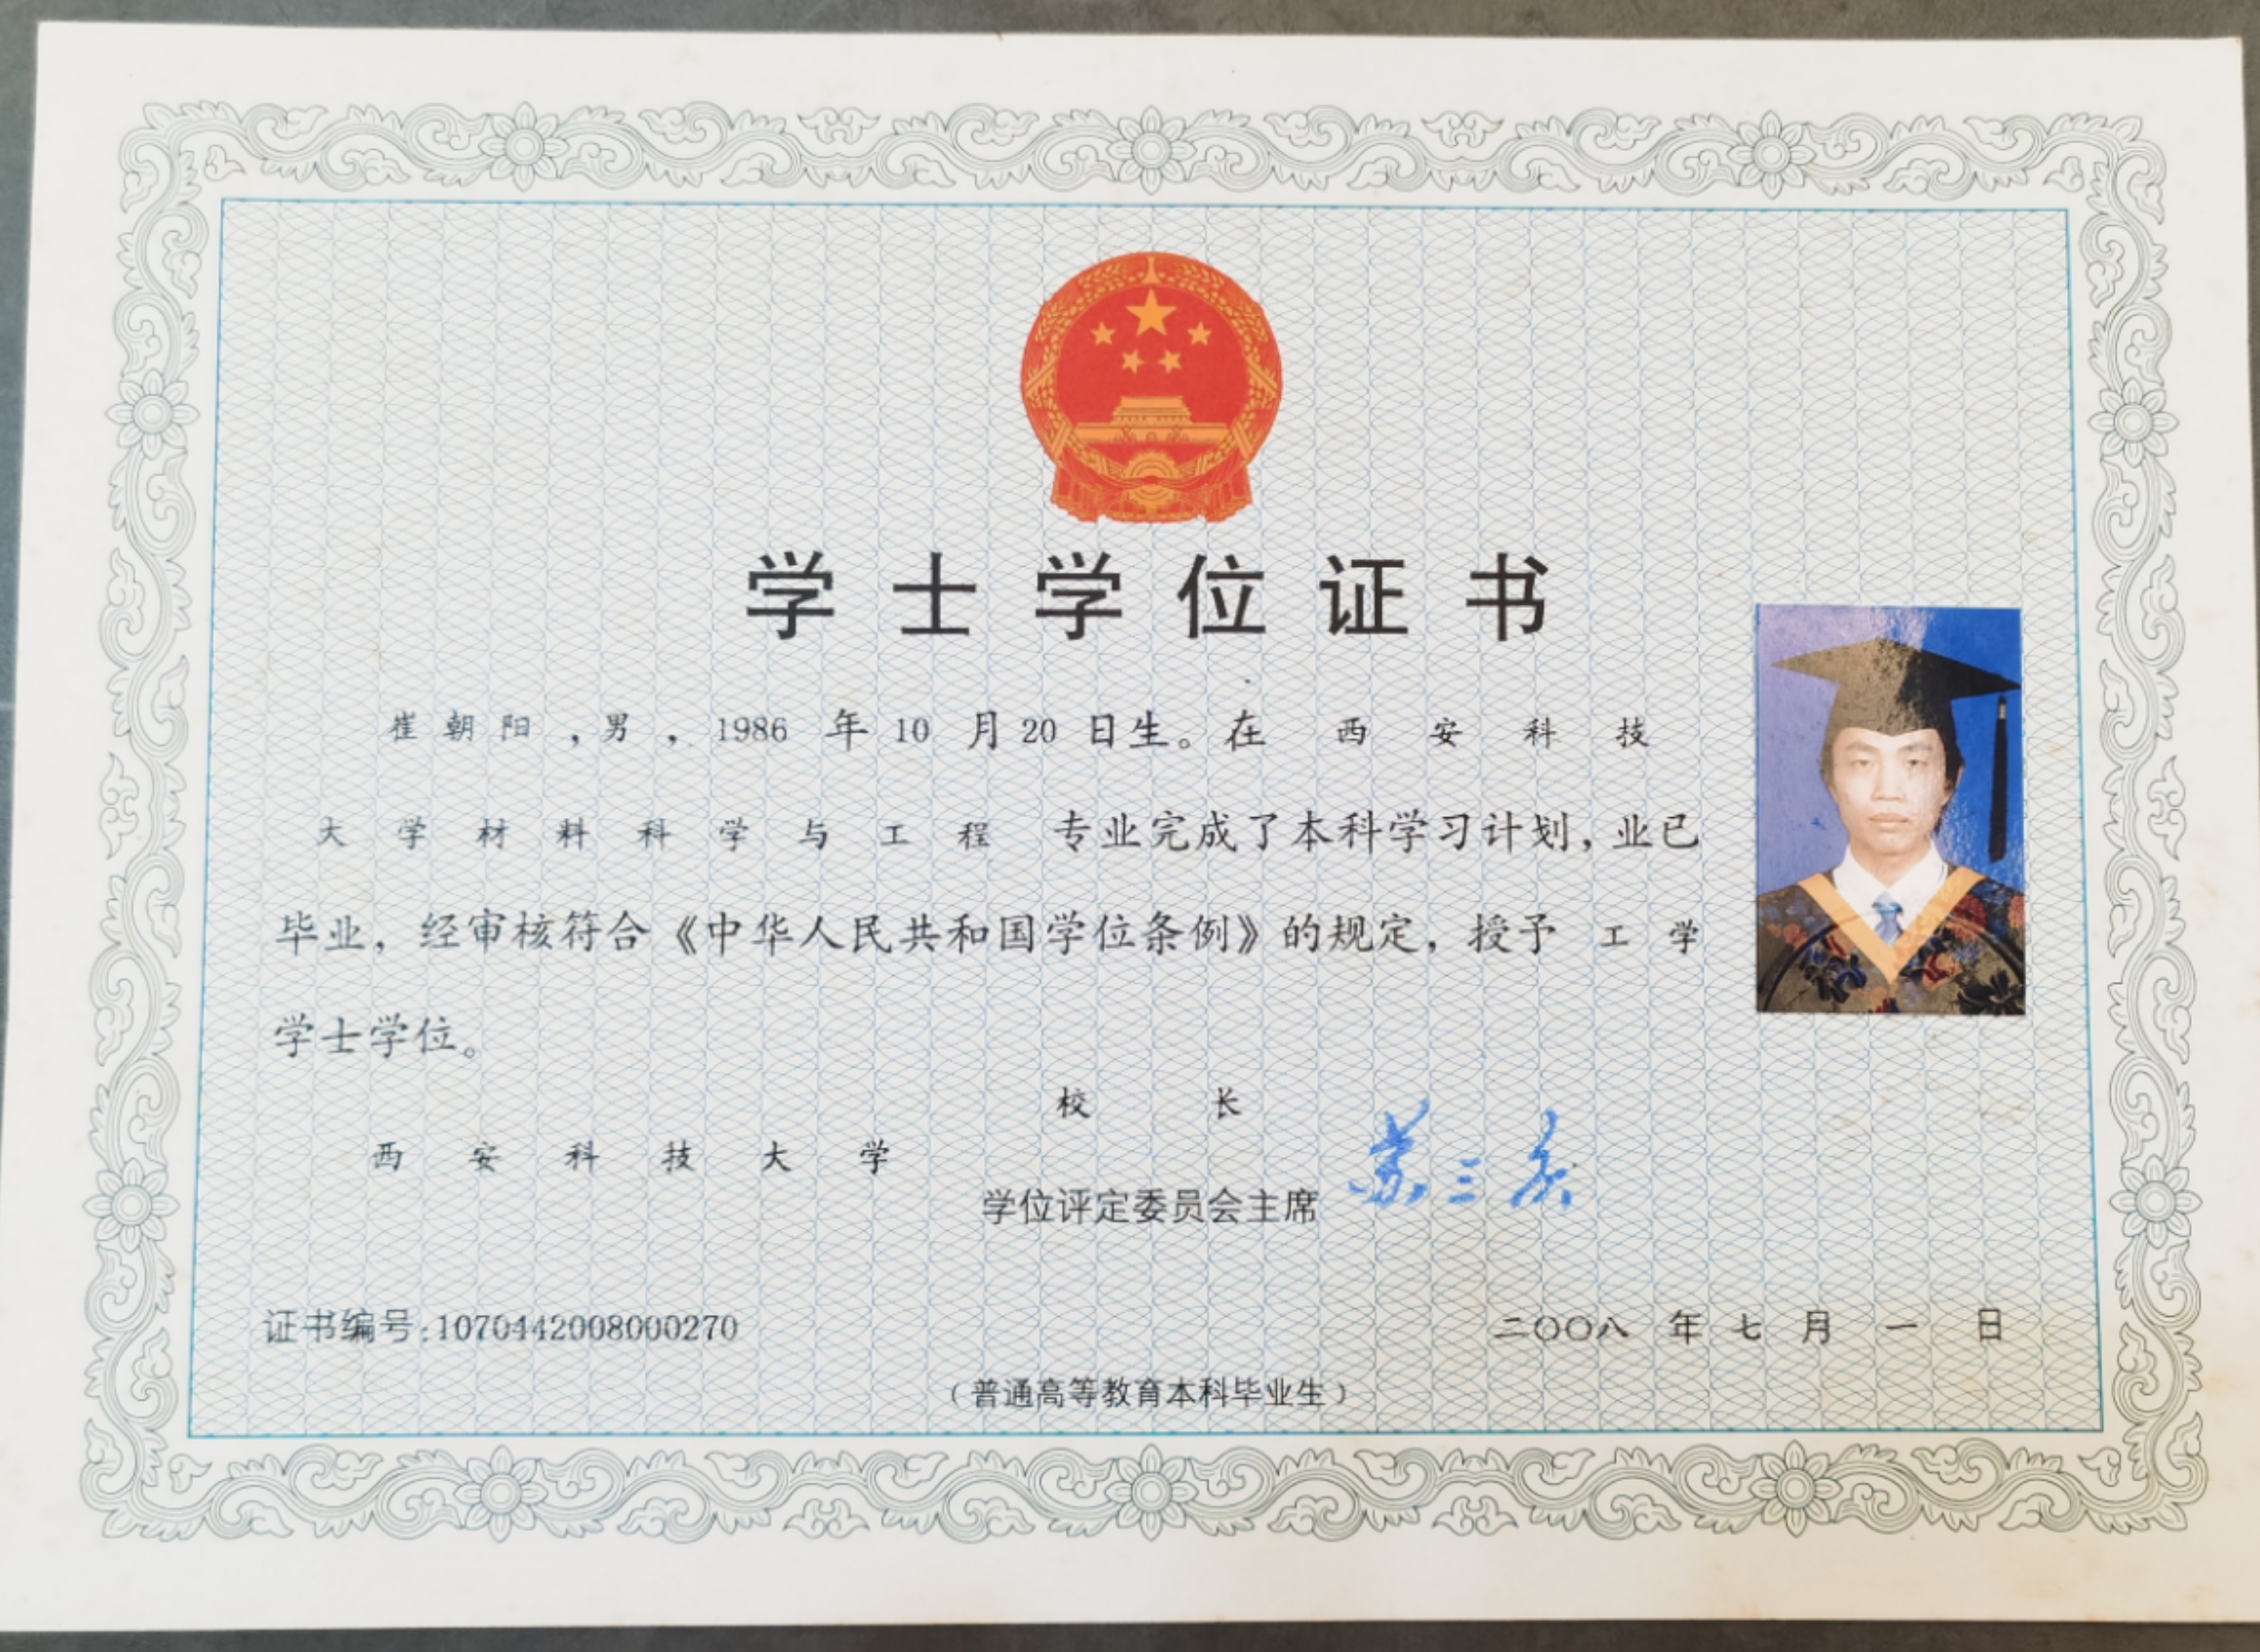 学士学位证书
崔朝阳，男，1986 年 10 月 20 日生。在 西安科技
大学材料科学与工程 专业完成了本科学习计划，业已
毕业，经审核符合《中华人民共和国学位条例》的规定，授予 工学
学士学位。
校长
西安科技大学
学位评定委员会主席
苏三庆
证书编号:1070442008000270
二〇〇八 年 七 月 一 日
（普通高等教育本科毕业生）